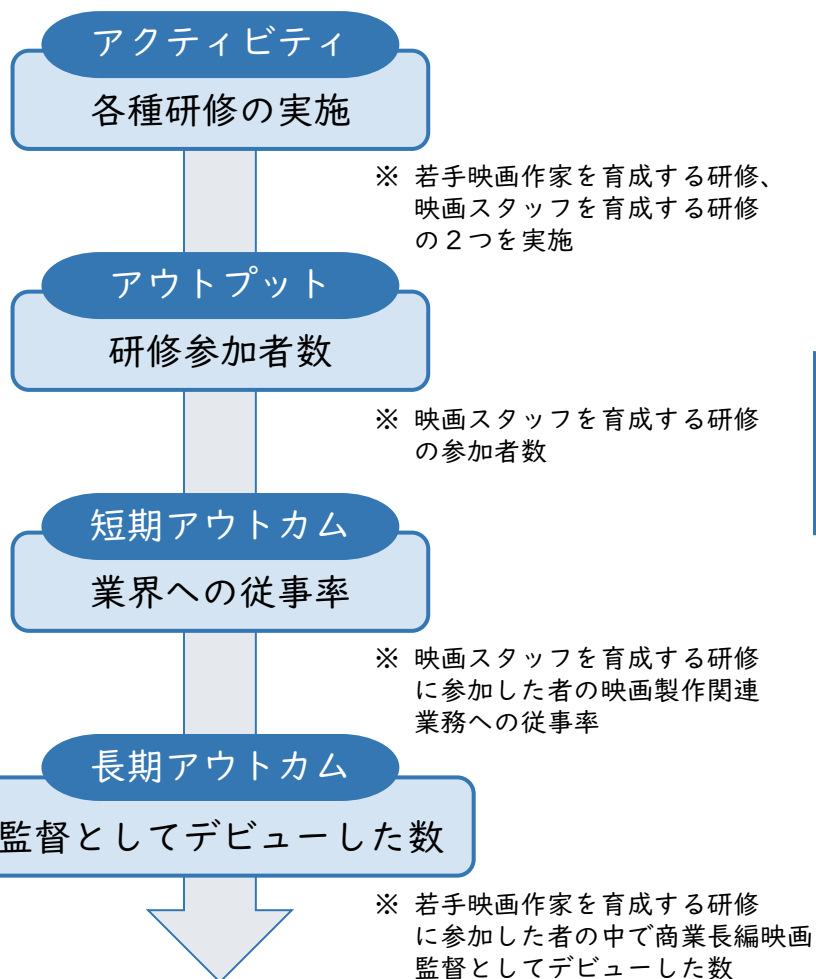 アクティビティ
各種研修の実施
※ 若手映画作家を育成する研修、
映画スタッフを育成する研修
の２つを実施
アウトプット
研修参加者数
※ 映画スタッフを育成する研修
の参加者数
短期アウトカム
業界への従事率
※ 映画スタッフを育成する研修
に参加した者の映画製作関連
業務への従事率
長期アウトカム
監督としてデビューした数
※ 若手映画作家を育成する研修
に参加した者の中で商業長編映画
監督としてデビューした数